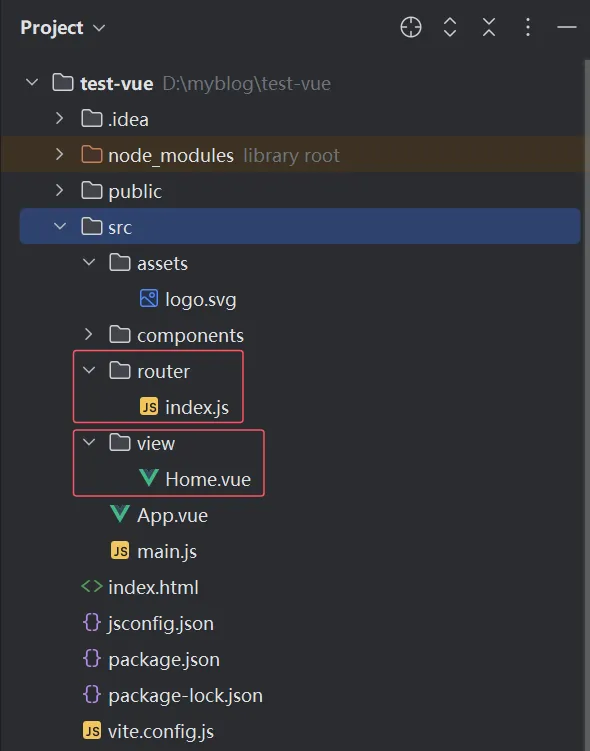 Project
test-vue D:\myblog\test-vue
.idea
node_modules library root
public
src
assets
logo.svg
components
router
JS index.js
view
Home.vue
App.vue
JS main.js
<> index.html
{} jsconfig.json
{} package.json
{} package-lock.json
JS vite.config.js